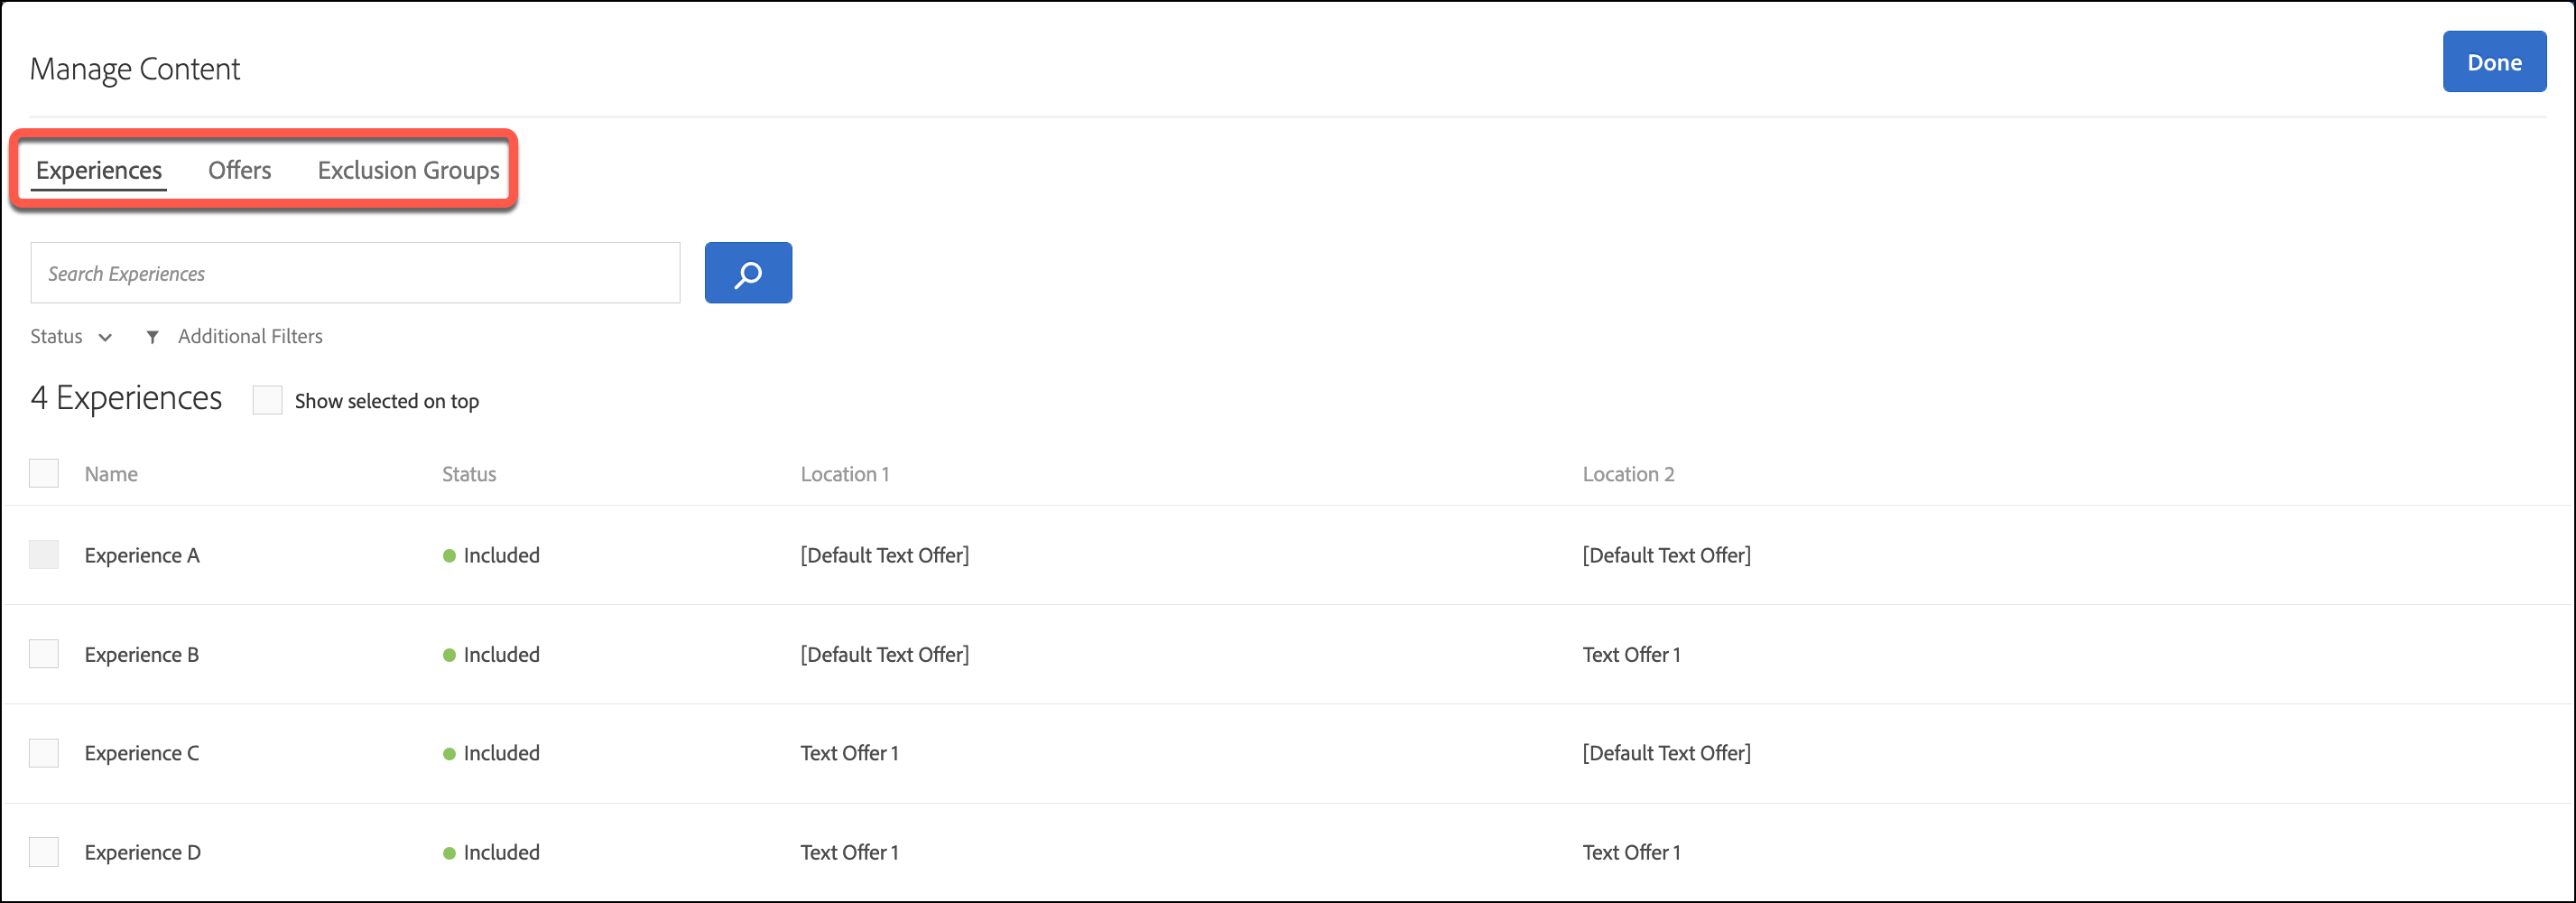 Manage Content
Done
Experiences Offers Exclusion Groups
Search Experiences
Status Additional Filters
4 Experiences Show selected on top
Name Status Location 1 Location 2
Experience A Included [Default Text Offer] [Default Text Offer]
Experience B Included [Default Text Offer] Text Offer 1
Experience C Included Text Offer 1 [Default Text Offer]
Experience D Included Text Offer 1 Text Offer 1